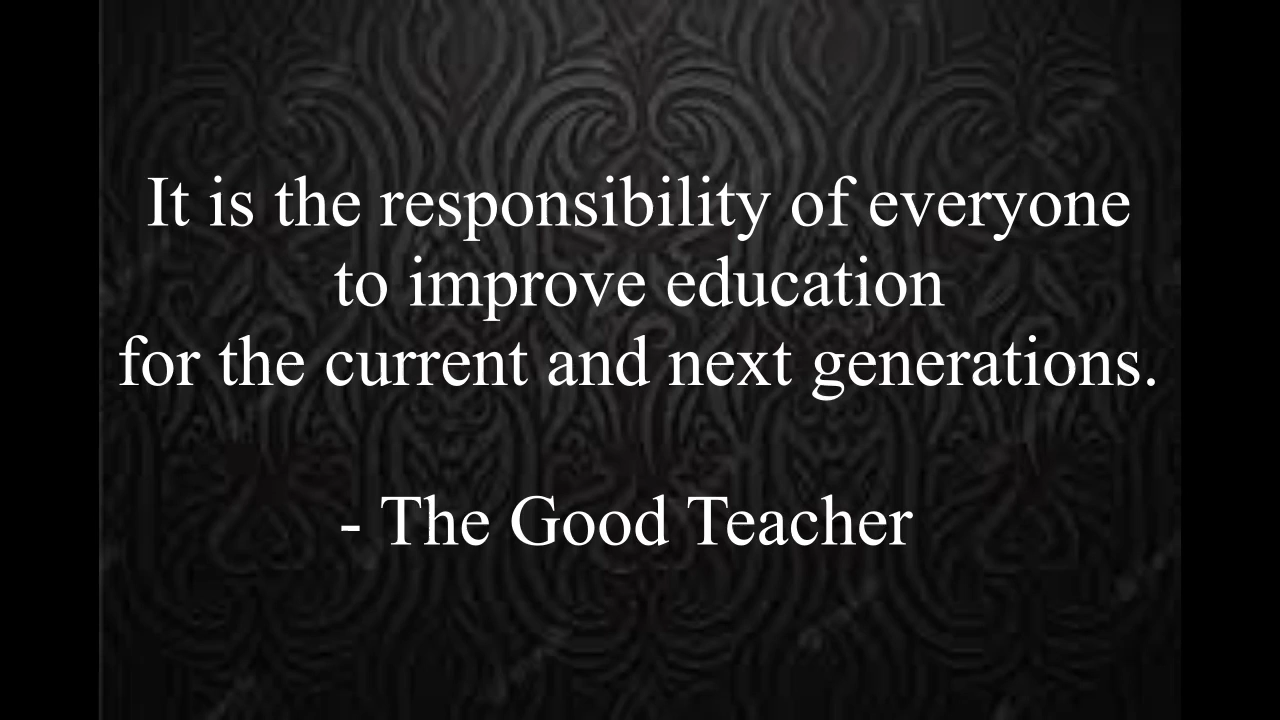 It is the responsibility of everyone
to improve education
for the current and next generations.
- The Good Teacher